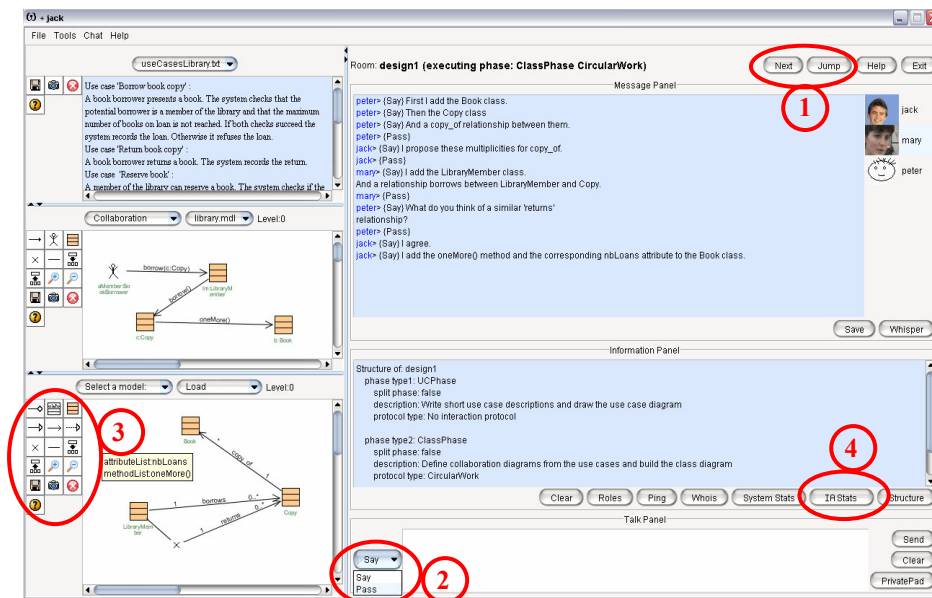 (i) + jack
File Tools Chat Help
useCasesLibrary.txt
Use case 'Borrow book copy' :
A book borrower presents a book. The system checks that the
potential borrower is a member of the library and that the maximum
number of books on loan is not reached. If both checks succeed the
system records the loan. Otherwise it refuses the loan.
Use case 'Return book copy' :
A book borrower returns a book. The system records the return.
Use case 'Reserve book' :
A member of the library can reserve a book. The system checks if the
Collaboration library.mdl Level:0
borrow(c:Copy)
aMember:Bo
okBorrower
lm:LibraryM
ember
borrow()
oneMore()
c:Copy
b: Book
Select a model: Load Level:0
Book
attributeList:nbLoans
methodList:oneMore()
copy_of
*
1
1 borrows 0..*
LibraryMem
ber
1 returns 0..*
Copy
3
Room: design1 (executing phase: ClassPhase CircularWork)
Next Jump Help Exit
1
Message Panel
peter> {Say} First I add the Book class.
peter> {Say} Then the Copy class
peter> {Say} And a copy_of relationship between them.
peter> {Pass}
jack> {Say} I propose these multiplicities for copy_of.
jack> {Pass}
mary> {Say} I add the LibraryMember class.
And a relationship borrows between LibraryMember and Copy.
mary> {Pass}
peter> {Say} What do you think of a similar 'returns'
relationship?
peter> {Pass}
jack> {Say} I agree.
jack> {Say} I add the oneMore() method and the corresponding nbLoans attribute to the Book class.
jack
mary
peter
Save Whisper
Information Panel
Structure of: design1
phase type1: UCPhase
split phase: false
description: Write short use case descriptions and draw the use case diagram
protocol type: No interaction protocol
phase type2: ClassPhase
split phase: false
description: Define collaboration diagrams from the use cases and build the class diagram
protocol type: CircularWork
4
Clear Roles Ping Whois System Stats IA Stats Structure
Talk Panel
Say
Say
Pass
2
Send
Clear
PrivatePad